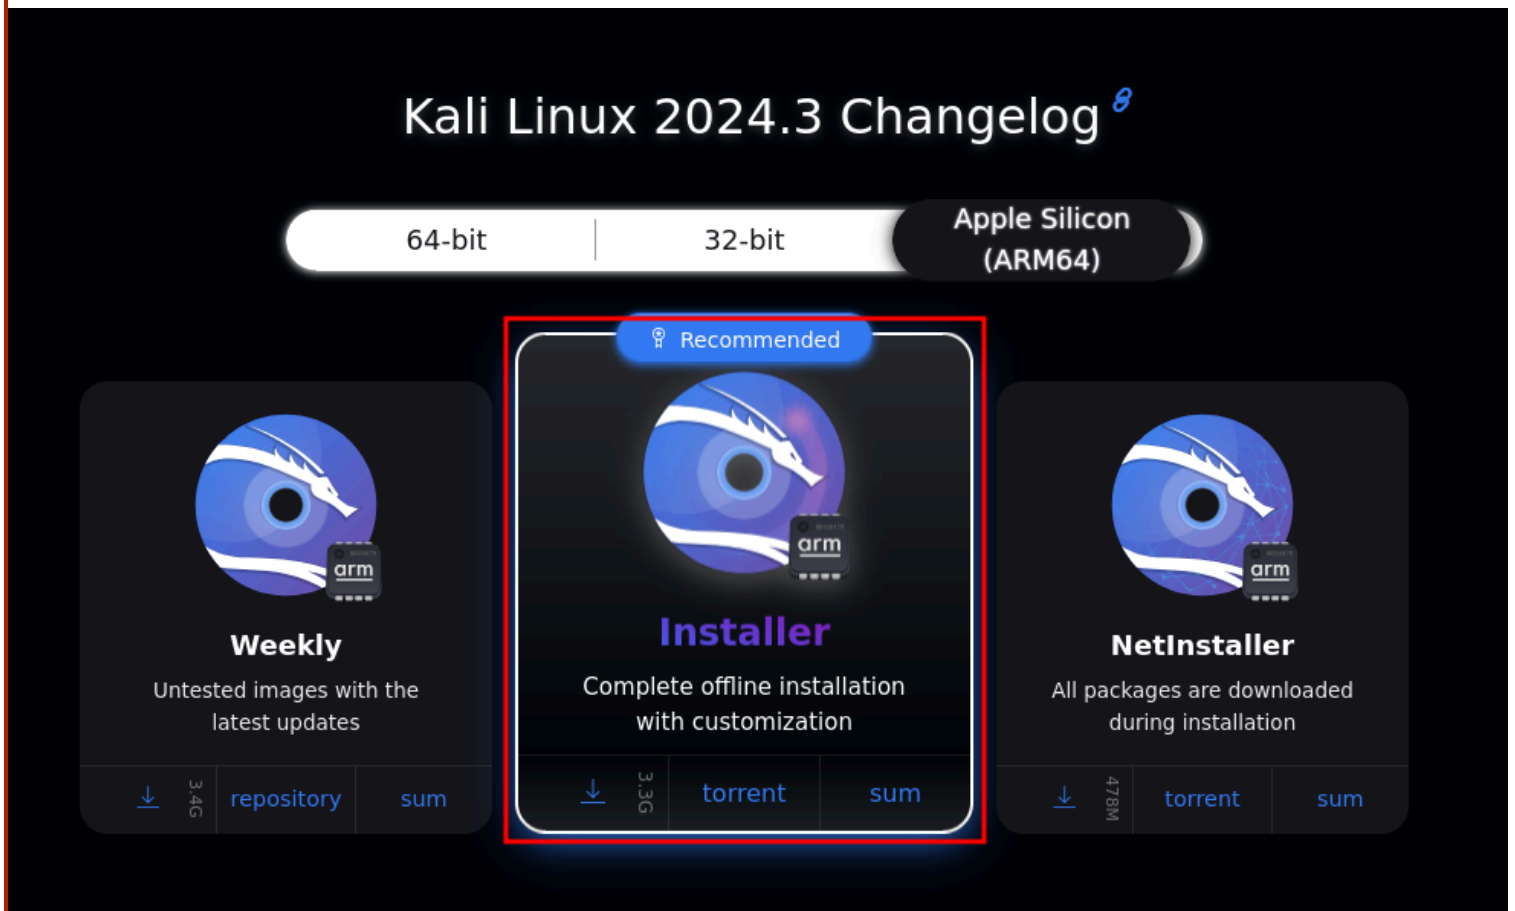 Kali Linux 2024.3 Changelog
64-bit
32-bit
Apple Silicon
(ARM64)
Recommended
arm
Weekly
Untested images with the
latest updates
3.4G
repository
sum
arm
Installer
Complete offline installation
with customization
3.3G
torrent
sum
arm
NetInstaller
All packages are downloaded
during installation
478M
torrent
sum